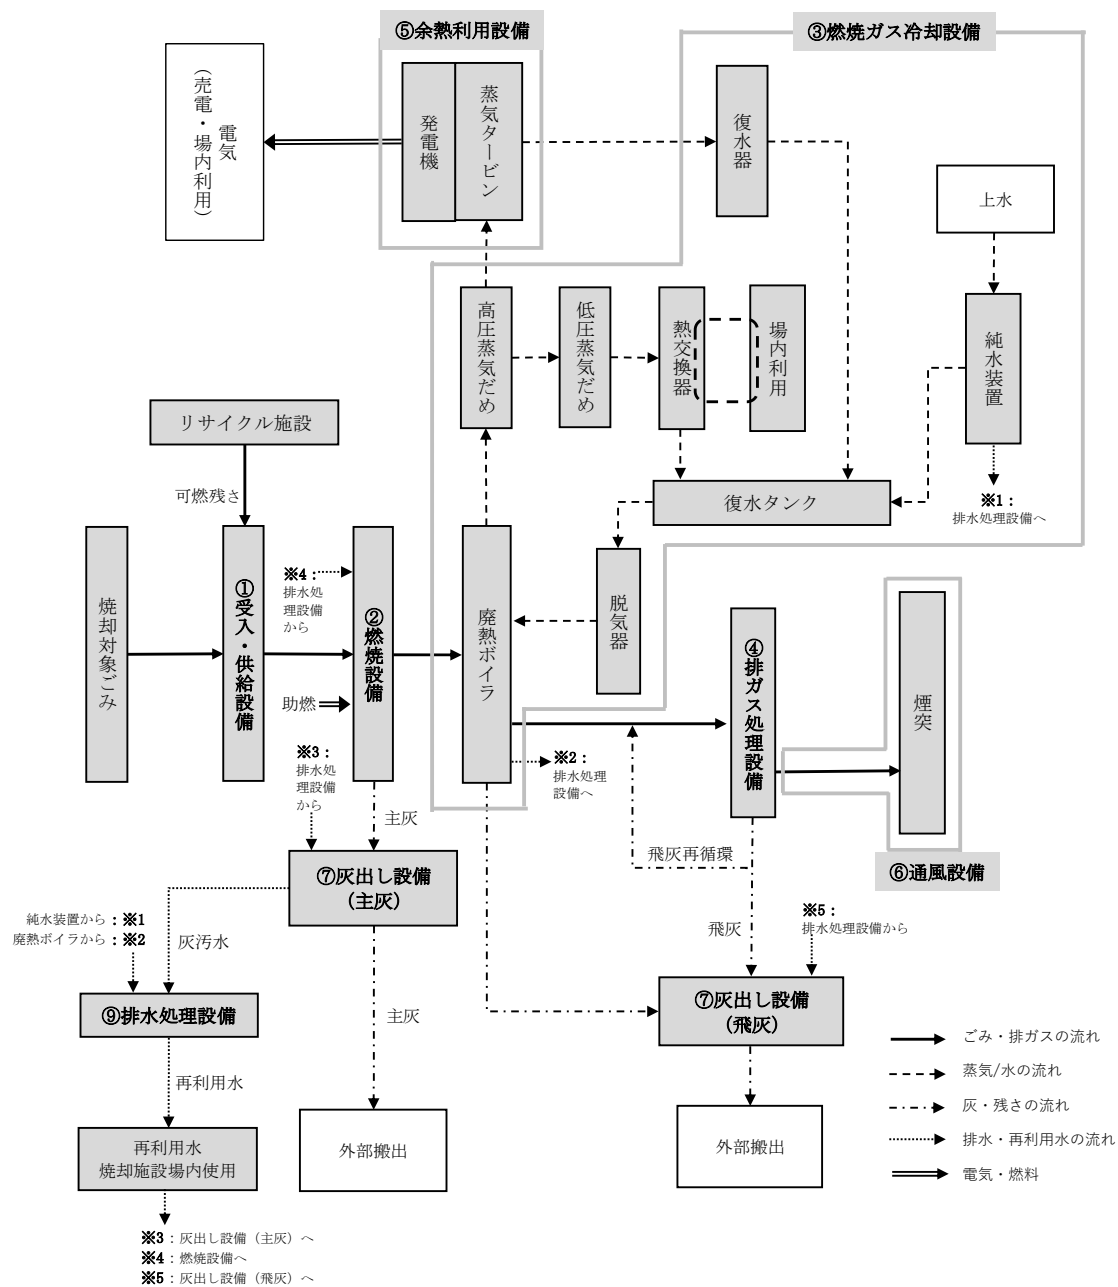 ⑤余熱利用設備
③燃焼ガス冷却設備
電気
（売電・場内利用）
発電機
蒸気タービン
復水器
上水
高圧蒸気だめ
低圧蒸気だめ
熱交換器
場内利用
純水装置
リサイクル施設
可燃残さ
復水タンク
※1：
排水処理設備へ
焼却対象ごみ
①受入・供給設備
※4：
排水処
理設備
から
②燃焼設備
助燃
廃熱ボイラ
脱気器
④排ガス処理設備
煙突
※3：
排水処
理設備
から
※2：
排水処理
設備へ
主灰
飛灰再循環
⑥通風設備
⑦灰出し設備
（主灰）
純水装置から：※1
廃熱ボイラから：※2
灰汚水
飛灰
※5：
排水処理設備から
⑨排水処理設備
主灰
⑦灰出し設備
（飛灰）
再利用水
再利用水
焼却施設場内使用
外部搬出
外部搬出
ごみ・排ガスの流れ
蒸気/水の流れ
灰・残さの流れ
排水・再利用水の流れ
電気・燃料
※3：灰出し設備（主灰）へ
※4：燃焼設備へ
※5：灰出し設備（飛灰）へ